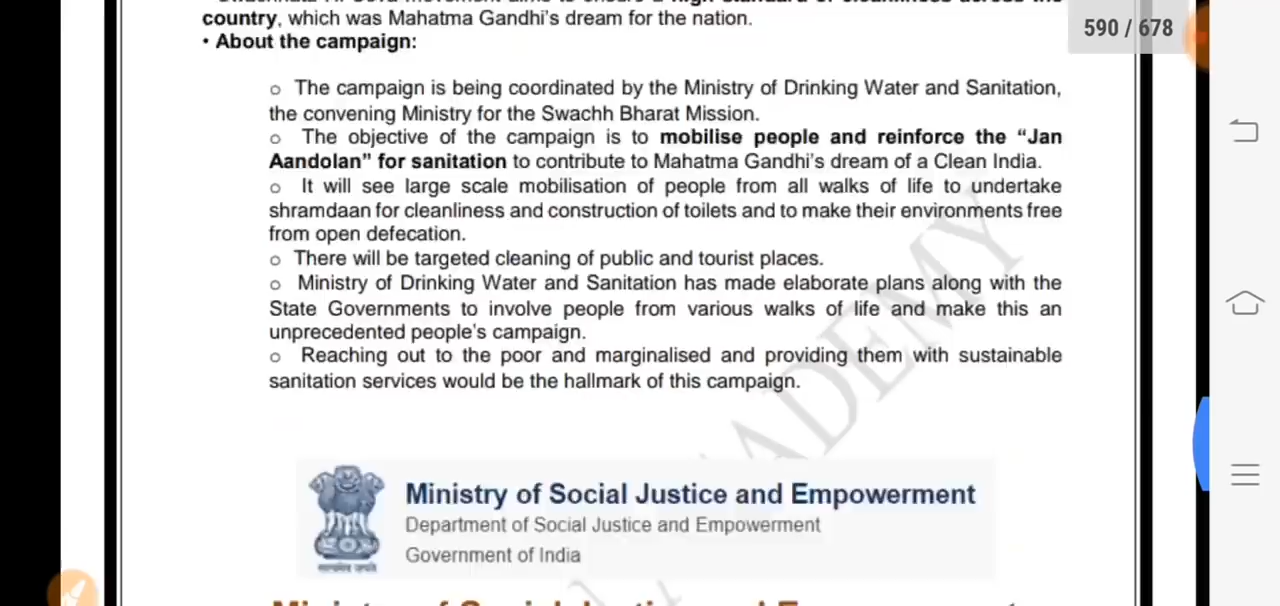 country, which was Mahatma Gandhi's dream for the nation.
590 / 678
• About the campaign:
o The campaign is being coordinated by the Ministry of Drinking Water and Sanitation,
the convening Ministry for the Swachh Bharat Mission.
o The objective of the campaign is to mobilise people and reinforce the “Jan
Aandolan” for sanitation to contribute to Mahatma Gandhi's dream of a Clean India.
o It will see large scale mobilisation of people from all walks of life to undertake
shramdaan for cleanliness and construction of toilets and to make their environments free
from open defecation.
o There will be targeted cleaning of public and tourist places.
o Ministry of Drinking Water and Sanitation has made elaborate plans along with the
State Governments to involve people from various walks of life and make this an
unprecedented people's campaign.
o Reaching out to the poor and marginalised and providing them with sustainable
sanitation services would be the hallmark of this campaign.
ADEMY
Ministry of Social Justice and Empowerment
Department of Social Justice and Empowerment
Government of India
सत्यमेव जयते